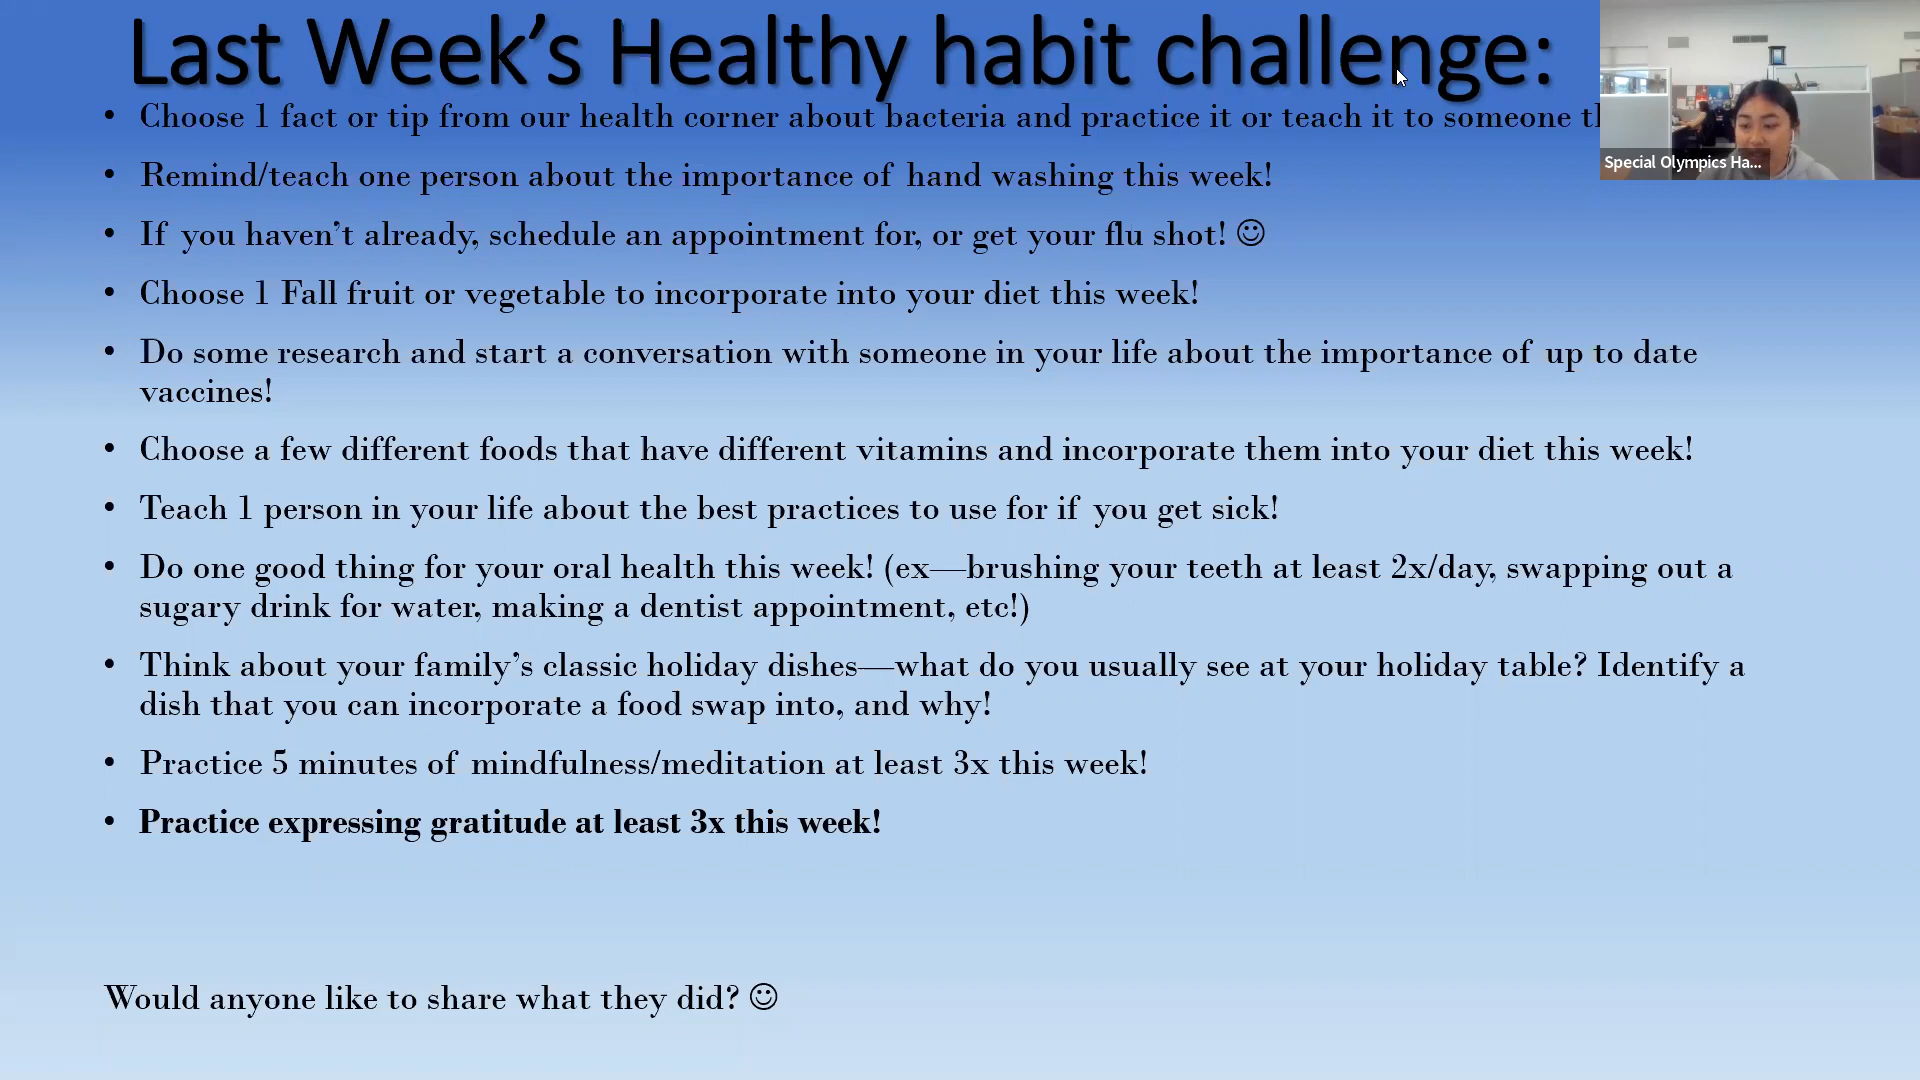 Last Week's Healthy habit challenge:
• Choose 1 fact or tip from our health corner about bacteria and practice it or teach it to someone
Special Olympics Ha...
• Remind/teach one person about the importance of hand washing this week!
• If you haven't already, schedule an appointment for, or get your flu shot! ☺
• Choose 1 Fall fruit or vegetable to incorporate into your diet this week!
• Do some research and start a conversation with someone in your life about the importance of up to date
vaccines!
• Choose a few different foods that have different vitamins and incorporate them into your diet this week!
• Teach 1 person in your life about the best practices to use for if you get sick!
• Do one good thing for your oral health this week! (ex—brushing your teeth at least 2x/day, swapping out a
sugary drink for water, making a dentist appointment, etc!)
• Think about your family's classic holiday dishes—what do you usually see at your holiday table? Identify a
dish that you can incorporate a food swap into, and why!
• Practice 5 minutes of mindfulness/meditation at least 3x this week!
• Practice expressing gratitude at least 3x this week!
Would anyone like to share what they did? ☺